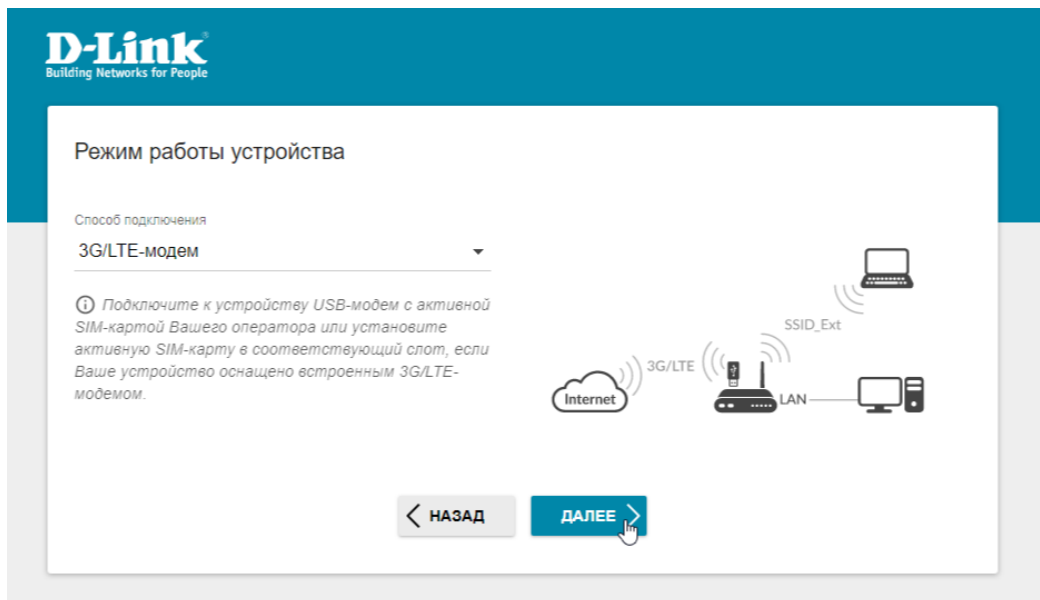 D-Link
Building Networks for People
Режим работы устройства
Способ подключения
3G/LTE-модем
Подключите к устройству USB-модем с активной
SIM-картой Вашего оператора или установите
активную SIM-карту в соответствующий слот, если
Ваше устройство оснащено встроенным 3G/LTE-
модемом.
SSID_Ext
3G/LTE
Internet
LAN
НАЗАД
ДАЛЕЕ